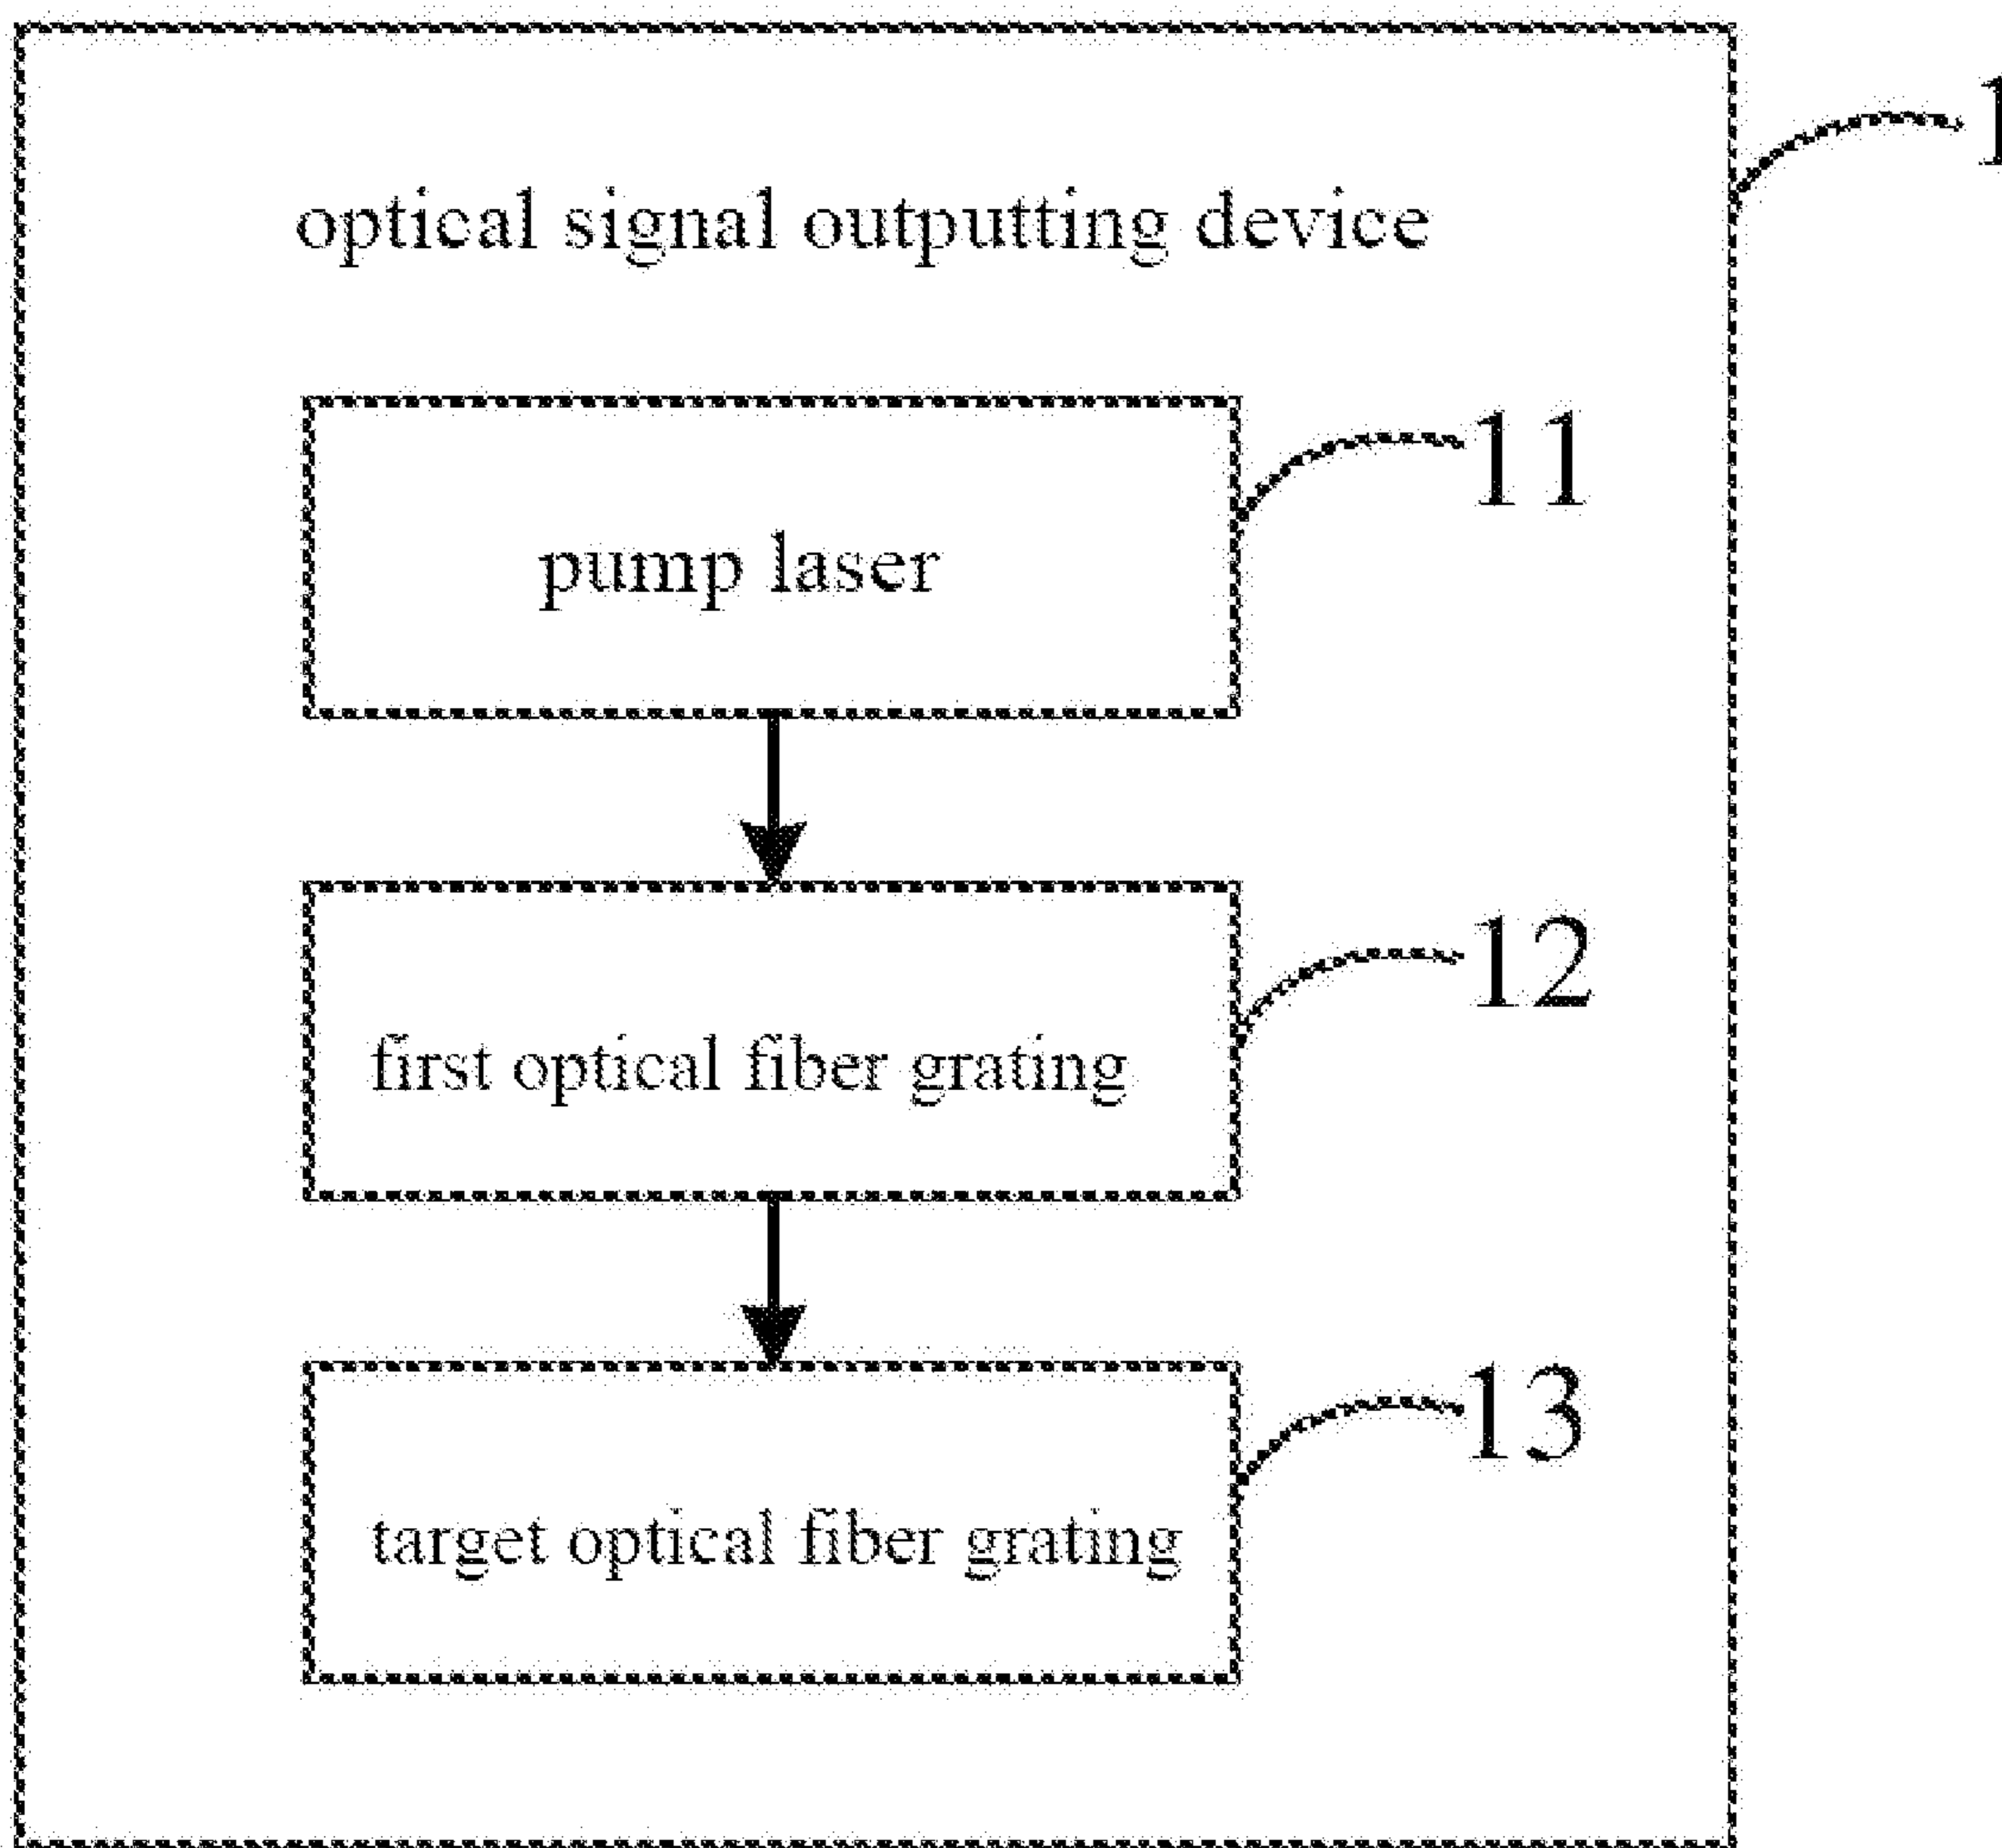 1
optical signal outputting device
11
pump laser
12
first optical fiber grating
13
target optical fiber grating